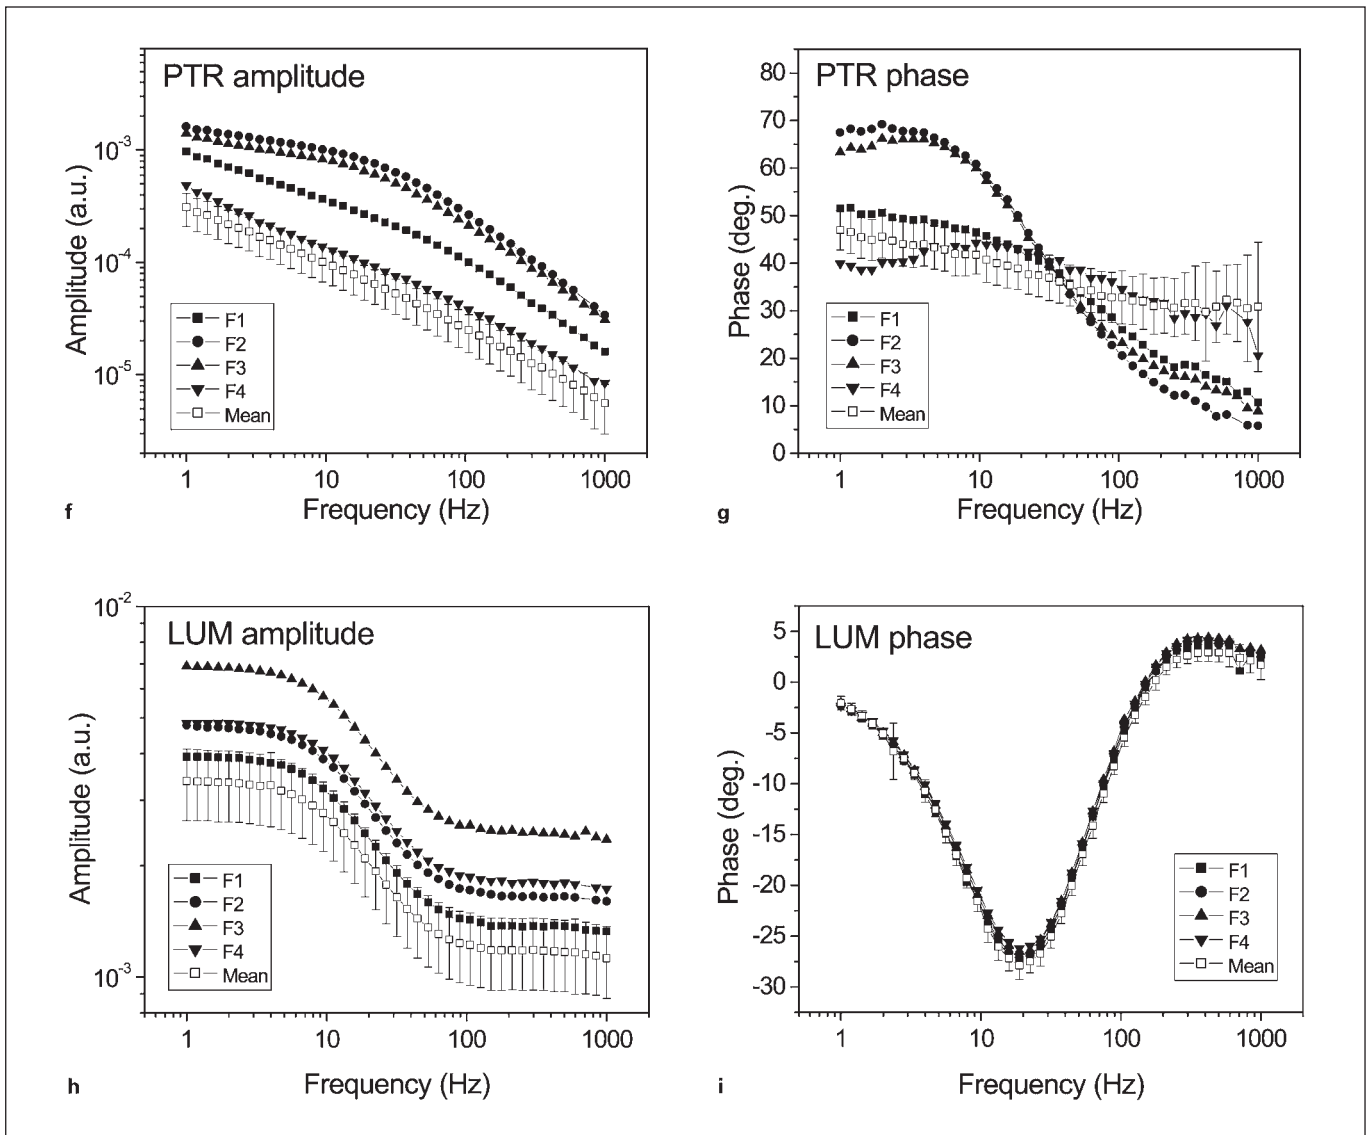 PTR amplitude
10-3
10-4
10-5
Amplitude (a.u.)
F1
F2
F3
F4
Mean
1 10 100 1000
Frequency (Hz)
f
PTR phase
80
70
60
50
40
30
20
10
0
Phase (deg.)
F1
F2
F3
F4
Mean
1 10 100 1000
Frequency (Hz)
g
LUM amplitude
10-2
10-3
Amplitude (a.u.)
F1
F2
F3
F4
Mean
1 10 100 1000
Frequency (Hz)
h
LUM phase
5
0
-5
-10
-15
-20
-25
-30
Phase (deg.)
F1
F2
F3
F4
Mean
1 10 100 1000
Frequency (Hz)
i